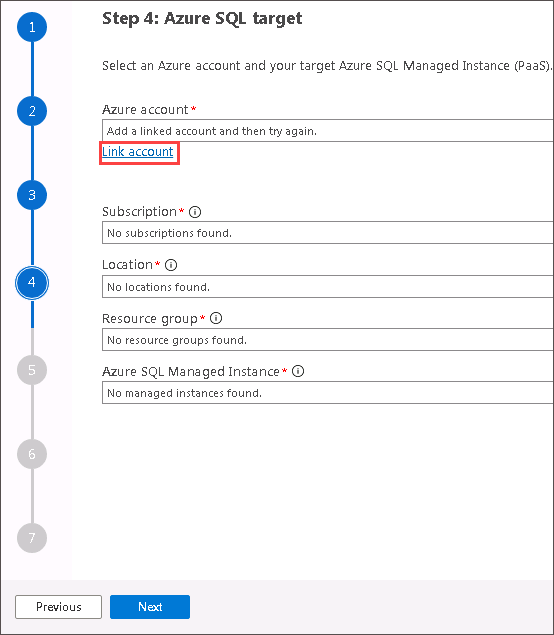 1
2
3
4
5
6
7
Step 4: Azure SQL target
Select an Azure account and your target Azure SQL Managed Instance (PaaS).
Azure account *
Add a linked account and then try again.
Link account
Subscription * ⓘ
No subscriptions found.
Location * ⓘ
No locations found.
Resource group * ⓘ
No resource groups found.
Azure SQL Managed Instance * ⓘ
No managed instances found.
Previous
Next